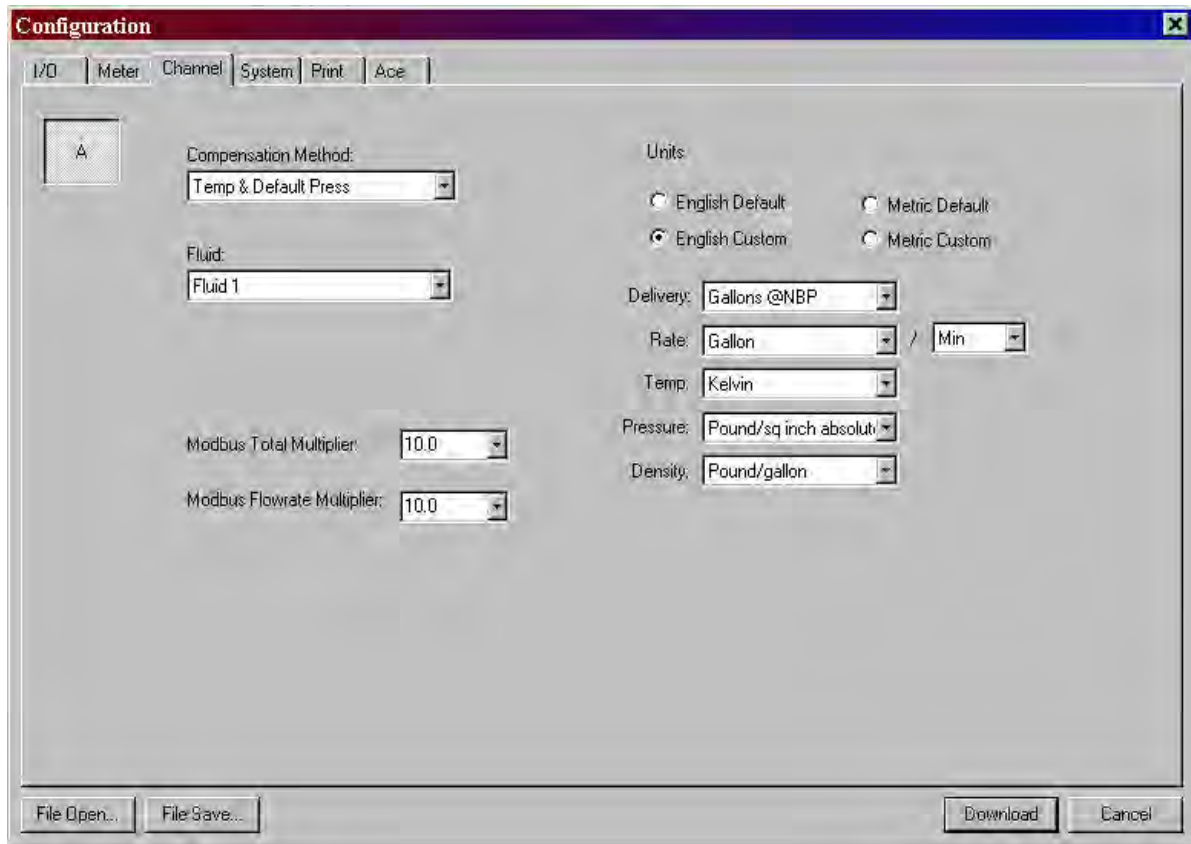 Configuration
I/O Meter Channel System Print Ace
A
Compensation Method:
Temp & Default Press
Fluid:
Fluid 1
Modbus Total Multiplier: 10.0
Modbus Flowrate Multiplier: 10.0
Units
English Default Metric Default
English Custom Metric Custom
Delivery: Gallons @NBP
Rate: Gallon / Min
Temp: Kelvin
Pressure: Pound/sq inch absolut
Density: Pound/gallon
File Open... File Save... Download Cancel